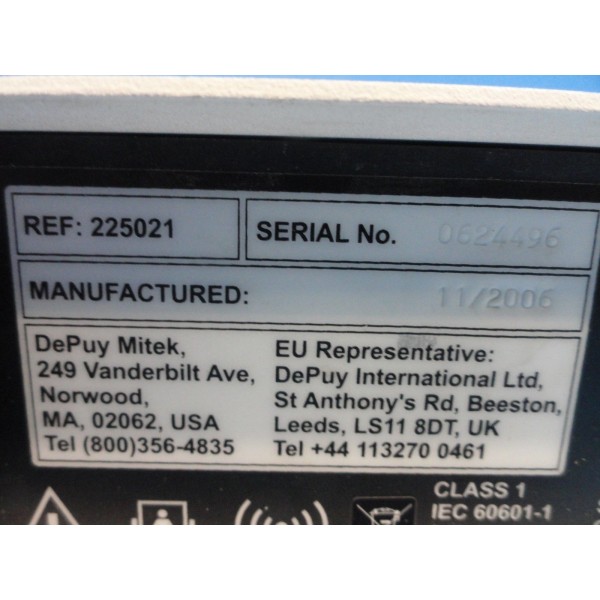 REF: 225021
SERIAL No. 0624496
MANUFACTURED: 11/2006
DePuy Mitek,
249 Vanderbilt Ave,
Norwood,
MA, 02062, USA
Tel (800)356-4835
EU Representative:
DePuy International Ltd,
St Anthony's Rd, Beeston,
Leeds, LS11 8DT, UK
Tel +44 113270 0461
CLASS 1
IEC 60601-1